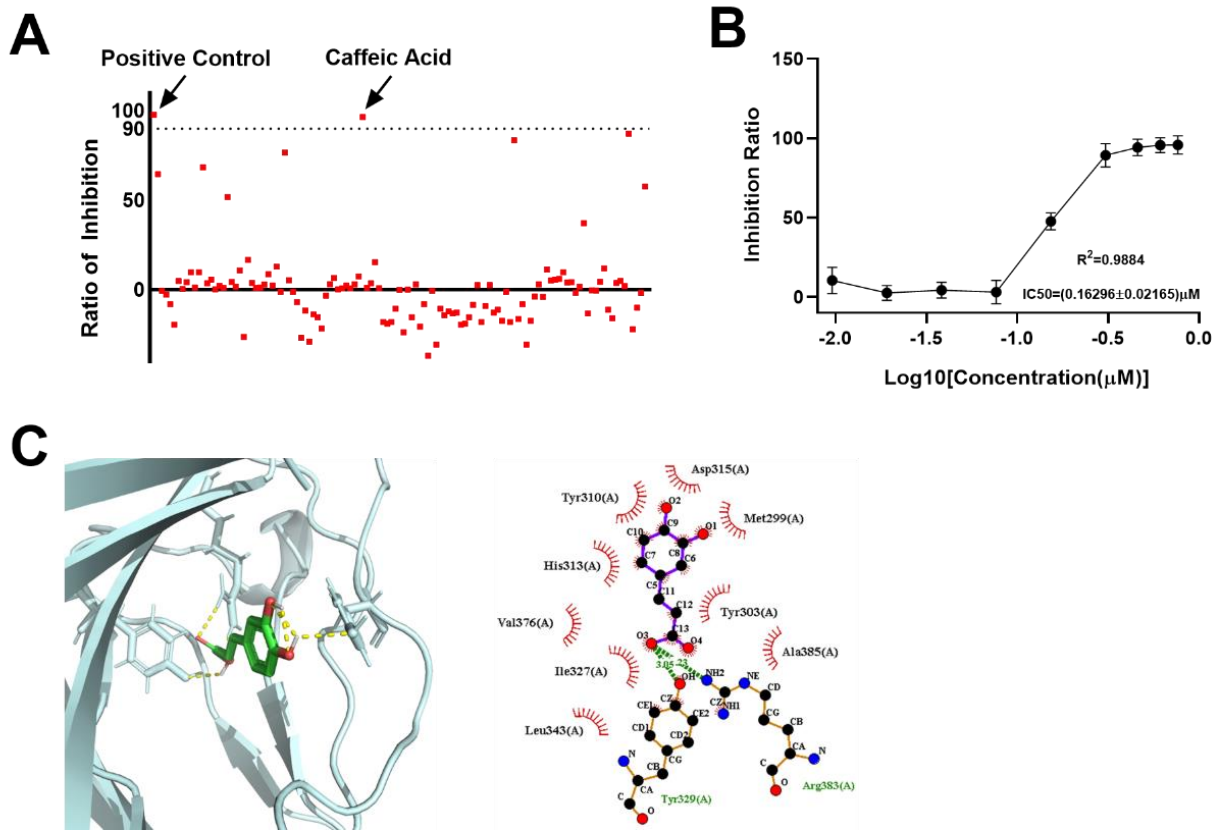 A
Positive Control
Caffeic Acid
100
90
50
0
Ratio of Inhibition
B
150
100
50
0
Inhibition Ratio
R2=0.9884
IC50=(0.16296±0.02165)μM
-2.0
-1.5
-1.0
-0.5
0.0
Log10[Concentration(μM)]
C
Asp315(A)
Tyr310(A)
O2
Met299(A)
C9
O1
C10
C8
C7
C6
His313(A)
C5
C11
C12
Tyr303(A)
Val376(A)
C13
O3
O4
Ala385(A)
3.05
Ile327(A)
OH
NH2
NE
CD
CZ
CZ
NH1
CE1
CE2
CG
CB
Leu343(A)
CD1
CD2
CG
CA
N
N
CB
C
CA
O
Tyr329(A)
Arg383(A)
C
O